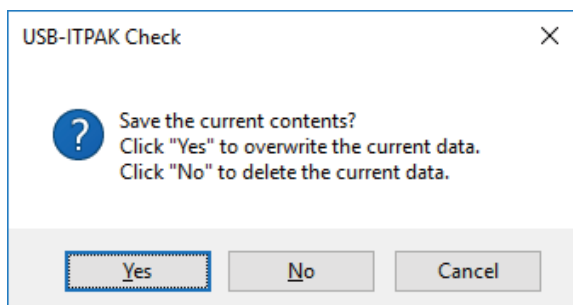 USB-ITPAK Check
?
Save the current contents?
Click "Yes" to overwrite the current data.
Click "No" to delete the current data.
Yes No Cancel